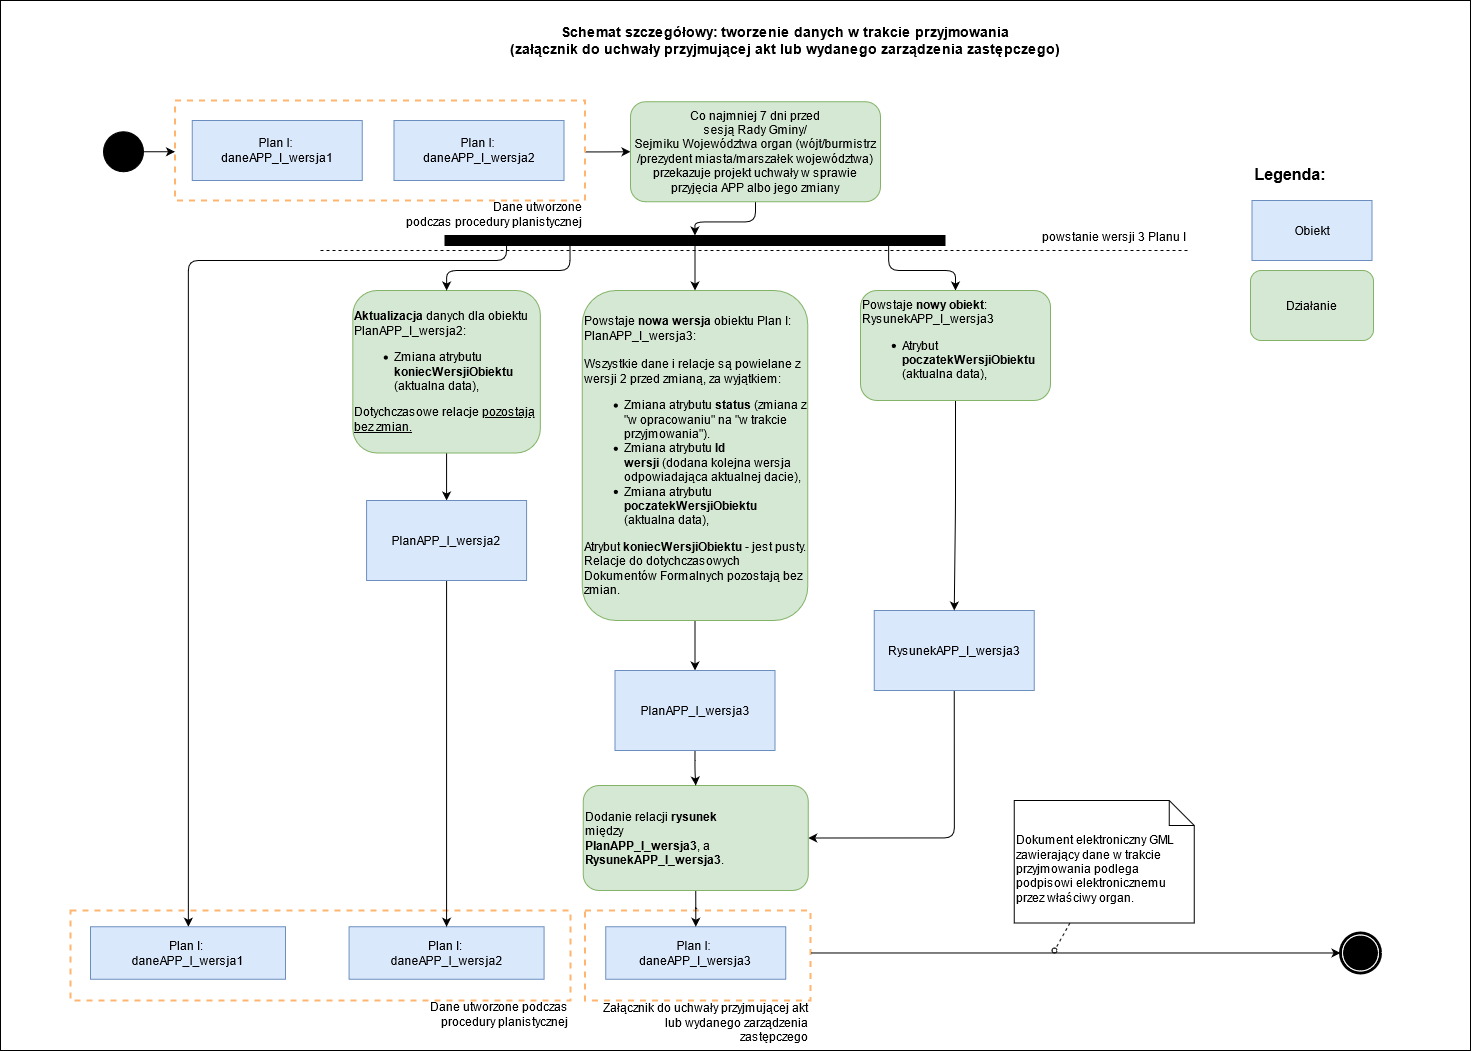 Schemat szczegółowy: tworzenie danych w trakcie przyjmowania
(załącznik do uchwały przyjmującej akt lub wydanego zarządzenia zastępczego)
Plan I:
daneAPP_I_wersja1
Plan I:
daneAPP_I_wersja2
Dane utworzone
podczas procedury planistycznej
Co najmniej 7 dni przed
sesją Rady Gminy/
Sejmiku Województwa organ (wójt/burmistrz
/prezydent miasta/marszałek województwa)
przekazuje projekt uchwały w sprawie
przyjęcia APP albo jego zmiany
Legenda:
Obiekt
Działanie
powstanie wersji 3 Planu I
Aktualizacja danych dla obiektu
PlanAPP_I_wersja2:
• Zmiana atrybutu
koniecWersjiObiektu
(aktualna data),
Dotychczasowe relacje pozostają
bez zmian.
Powstaje nowa wersja obiektu Plan I:
PlanAPP_I_wersja3:
Wszystkie dane i relacje są powielane z
wersji 2 przed zmianą, za wyjątkiem:
• Zmiana atrybutu status (zmiana z
"w opracowaniu" na "w trakcie
przyjmowania").
• Zmiana atrybutu Id
wersji (dodana kolejna wersja
odpowiadająca aktualnej dacie),
• Zmiana atrybutu
poczatekWersjiObiektu
(aktualna data),
Atrybut koniecWersjiObiektu - jest pusty.
Relacje do dotychczasowych
Dokumentów Formalnych pozostają bez
zmian.
Powstaje nowy obiekt:
RysunekAPP_I_wersja3
• Atrybut
poczatekWersjiObiektu
(aktualna data),
PlanAPP_I_wersja2
RysunekAPP_I_wersja3
PlanAPP_I_wersja3
Dodanie relacji rysunek
między
PlanAPP_I_wersja3, a
RysunekAPP_I_wersja3.
Dokument elektroniczny GML
zawierający dane w trakcie
przyjmowania podlega
podpisowi elektronicznemu
przez właściwy organ.
Plan I:
daneAPP_I_wersja1
Plan I:
daneAPP_I_wersja2
Plan I:
daneAPP_I_wersja3
Dane utworzone podczas
procedury planistycznej
Załącznik do uchwały przyjmującej akt
lub wydanego zarządzenia
zastępczego